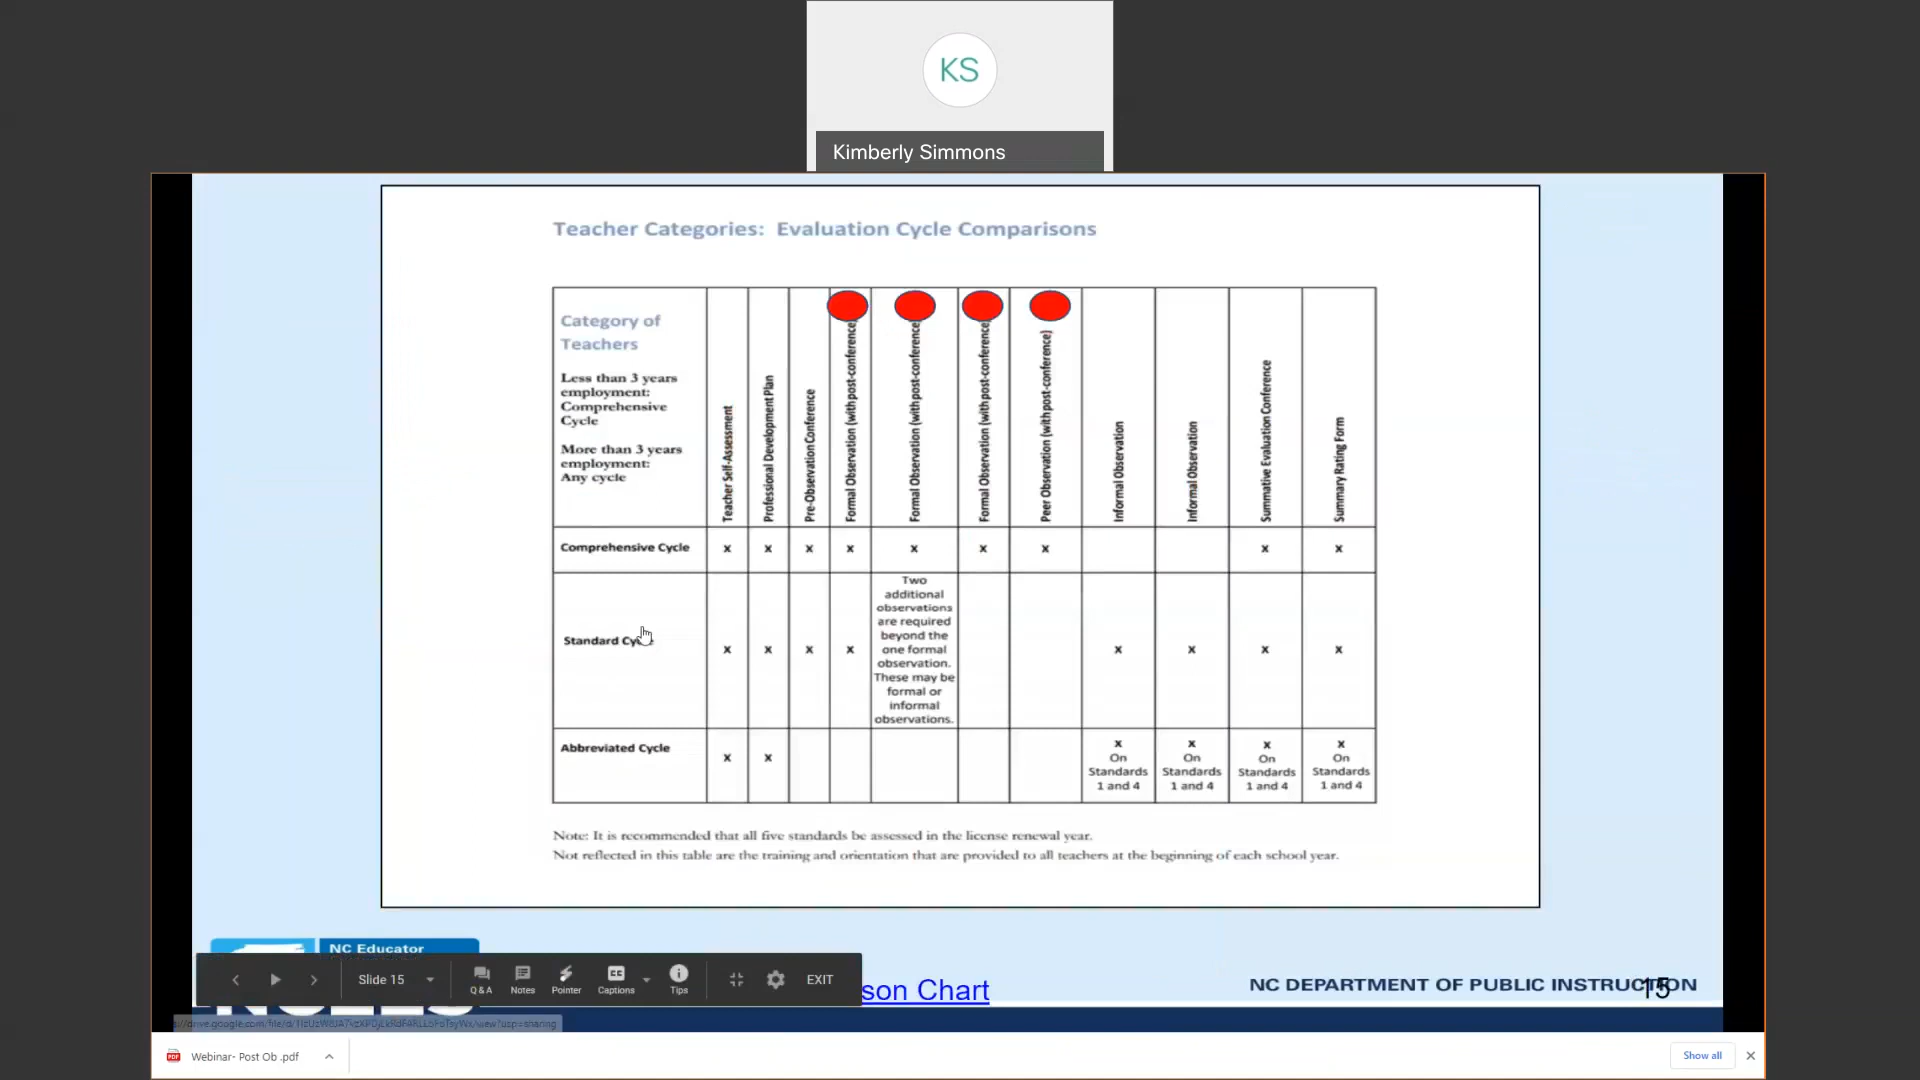 KS
Kimberly Simmons
Teacher Categories: Evaluation Cycle Comparisons
Category of
Teachers
Less than 3 years
employment:
Comprehensive
Cycle
More than 3 years
employment:
Any cycle
Teacher Self-Assessment
Professional Development Plan
Pre-Observation Conference
Formal Observation (with post-conference)
Formal Observation (with post-conference)
Formal Observation (with post-conference)
Peer Observation (with post-conference)
Informal Observation
Informal Observation
Summative Evaluation Conference
Summary Rating Form
Comprehensive Cycle x x x x x x x x x
Standard x x x x
Two
additional
observations
are required
beyond the
one formal
observation.
These may be
formal or
informal
observations.
x x x x
Abbreviated Cycle x x
x
On
Standards
1 and 4
x
On
Standards
1 and 4
x
On
Standards
1 and 4
x
On
Standards
1 and 4
Note: It is recommended that all five standards be assessed in the license renewal year.
Not reflected in this table are the training and orientation that are provided to all teachers at the beginning of each school year.
NC Educator
Slide 15
Q&A
Notes
Pointer
Captions
Tips
EXIT
son Chart
NC DEPARTMENT OF PUBLIC INSTRUCTION
15
Webinar- Post Ob .pdf
Show all